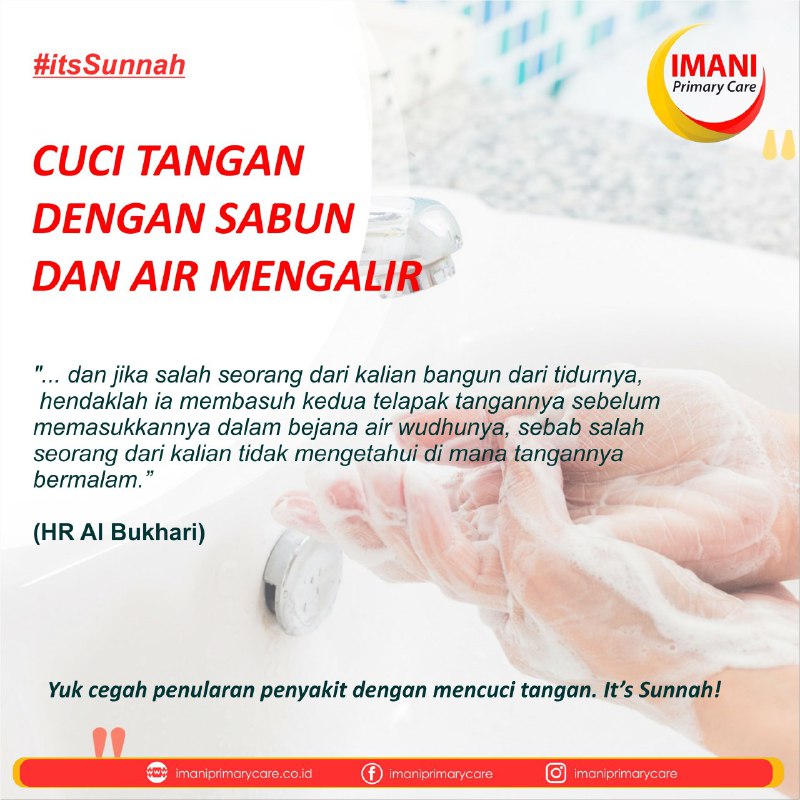 #itsSunnah
IMANI
Primary Care
CUCI TANGAN
DENGAN SABUN
DAN AIR MENGALIR
"... dan jika salah seorang dari kalian bangun dari tidurnya,
hendaklah ia membasuh kedua telapak tangannya sebelum
memasukkannya dalam bejana air wudhunya, sebab salah
seorang dari kalian tidak mengetahui di mana tangannya
bermalam.”
(HR Al Bukhari)
Yuk cegah penularan penyakit dengan mencuci tangan. It’s Sunnah!
www imaniprimarycare.co.id
imaniprimarycare
imaniprimarycare